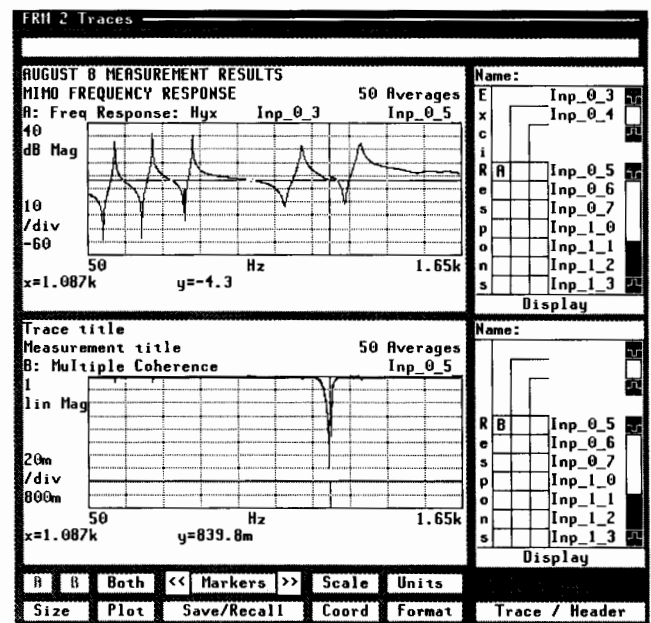 FRM 2 Traces
AUGUST 8 MEASUREMENT RESULTS
MIMO FREQUENCY RESPONSE 50 Averages
A: Freq Response: Hyx Inp_0_3 Inp_0_5
40
dB Mag
10
/div
-60
50 Hz 1.65k
x=1.087k y=-4.3
Name:
E Inp_0_3
x Inp_0_4
c
i
R A Inp_0_5
e Inp_0_6
s Inp_0_7
p Inp_1_0
o Inp_1_1
n Inp_1_2
s Inp_1_3
Display
Trace title
Measurement title 50 Averages
B: Multiple Coherence Inp_0_5
1
lin Mag
20m
/div
800m
50 Hz 1.65k
x=1.087k y=839.8m
Name:
R B Inp_0_5
e Inp_0_6
s Inp_0_7
p Inp_1_0
o Inp_1_1
n Inp_1_2
s Inp_1_3
Display
A B Both << Markers >> Scale Units
Size Plot Save/Recall Coord Format Trace / Header